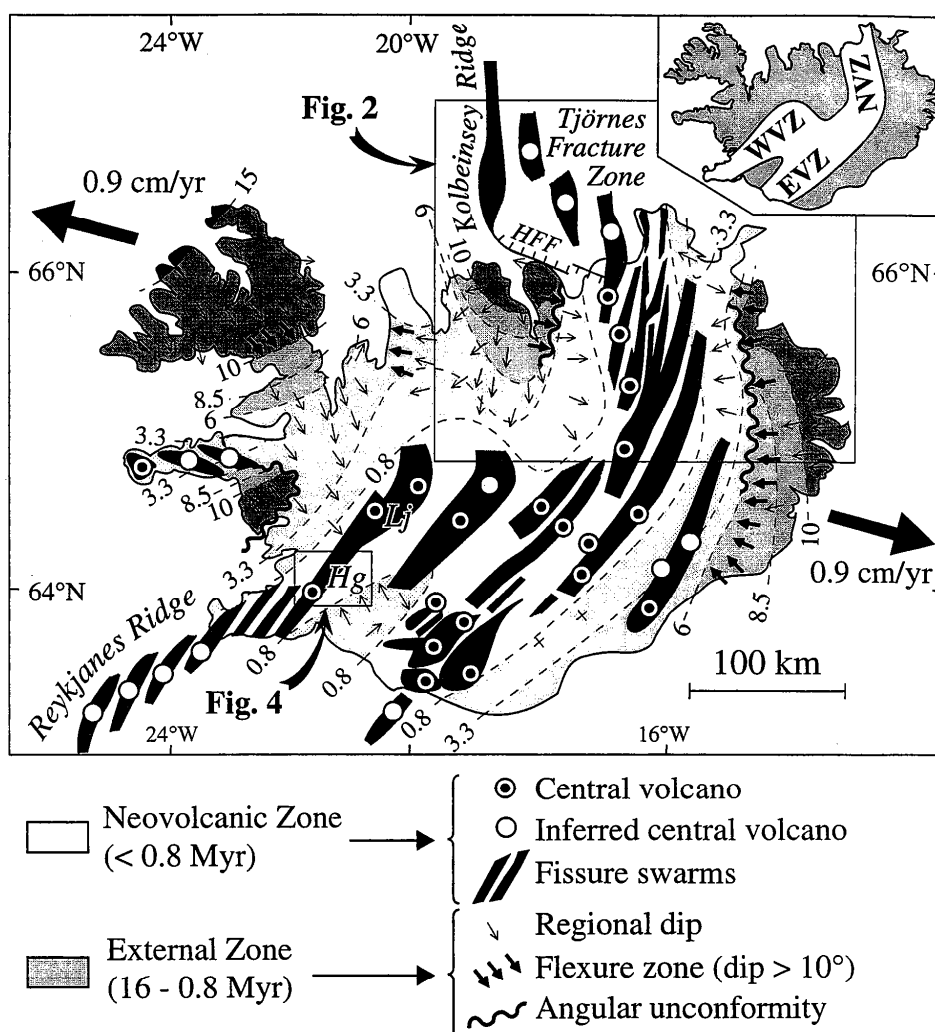 24°W
20°W
Kolbeinsey Ridge
Fig. 2
Tjörnes
Fracture
Zone
NVZ
WVZ
EVZ
0.9 cm/yr
15
9
10
HFF
3.3
66°N
66°N
3.3
6
10
8.5
6
3.3
3.3
8.5
10
0.8
Lj
6
10
0.9 cm/yr
8.5
6
3.3
Hg
64°N
Reykjanes Ridge
0.8
0.8
Fig. 4
0.8
3.3
100 km
24°W
16°W
Neovolcanic Zone
(< 0.8 Myr)
Central volcano
Inferred central volcano
Fissure swarms
External Zone
(16 - 0.8 Myr)
Regional dip
Flexure zone (dip > 10°)
Angular unconformity